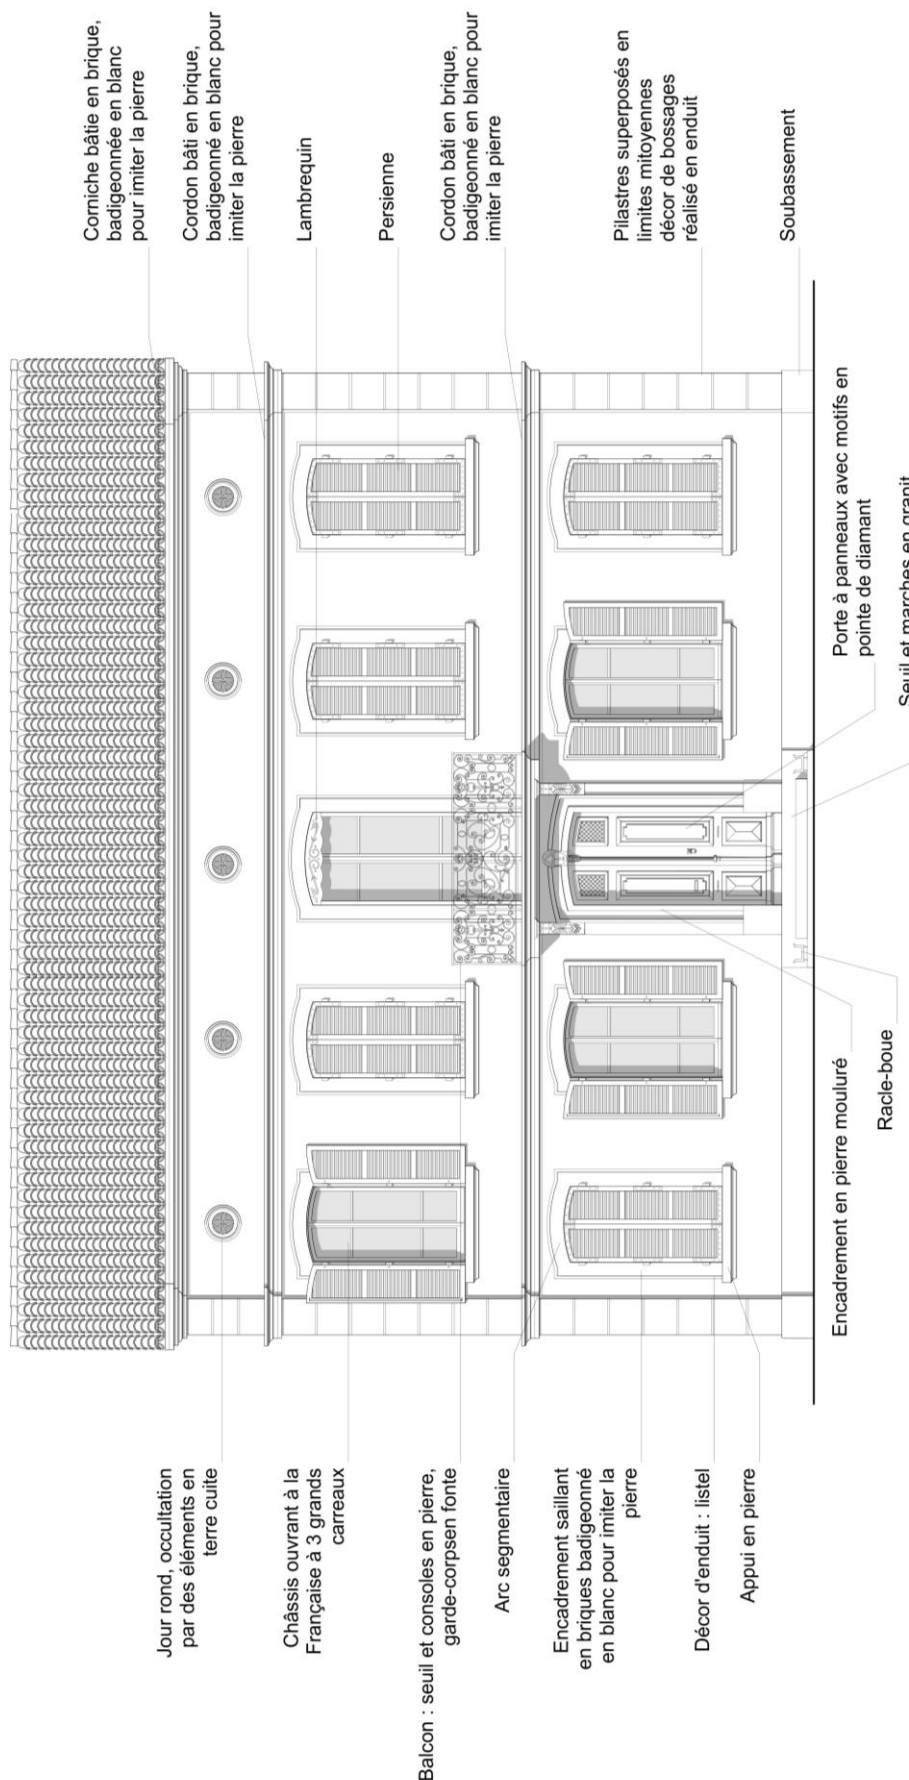 Corniche bâtie en brique,
badigeonnée en blanc
pour imiter la pierre
Cordon bâti en brique,
badigeonné en blanc pour
imiter la pierre
Lambrequin
Persienne
Cordon bâti en brique,
badigeonné en blanc pour
imiter la pierre
Pilastres superposés en
limites mitoyennes
décor de bossages
réalisé en enduit
Soubassement
Jour rond, occultation
par des éléments en
terre cuite
Châssis ouvrant à la
Française à 3 grands
carreaux
Balcon : seuil et consoles en pierre,
garde-corpsen fonte
Arc segmentaire
Encadrement saillant
en briques badigeonné
en blanc pour imiter la
pierre
Décor d'enduit : listel
Appui en pierre
Encadrement en pierre mouluré
Racle-boue
Porte à panneaux avec motifs en
pointe de diamant
Seuil et marches en granit